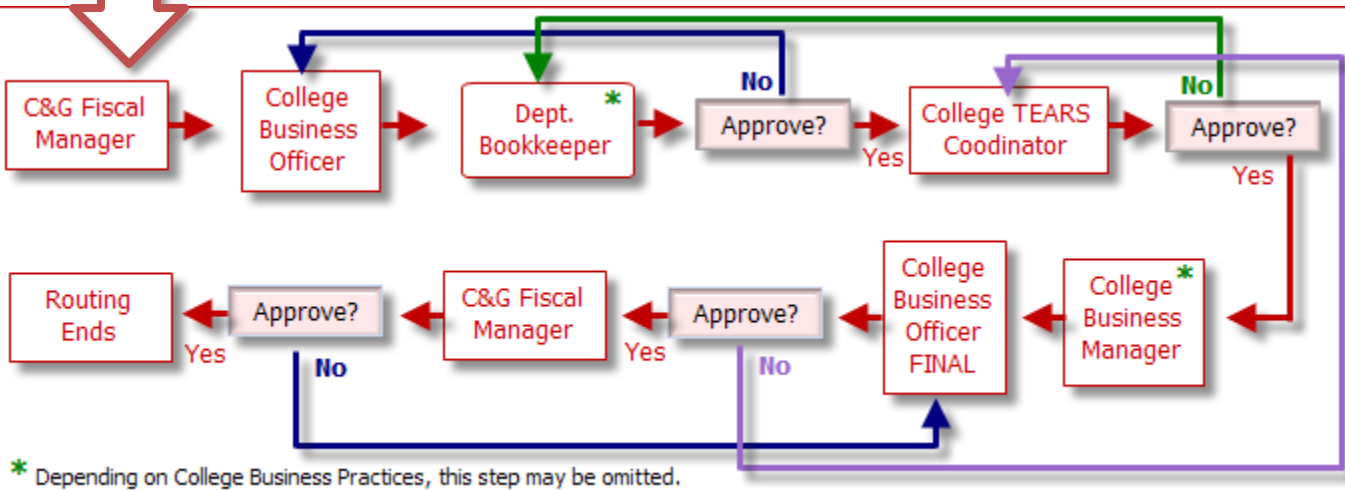 C&G Fiscal
Manager
College
Business
Officer
Dept. *
Bookkeeper
No
Approve?
Yes
College TEARS
Coodinator
No
Approve?
Yes
College *
Business
Manager
College
Business
Officer
FINAL
Approve?
Yes
No
C&G Fiscal
Manager
Approve?
Yes
No
Routing
Ends
* Depending on College Business Practices, this step may be omitted.